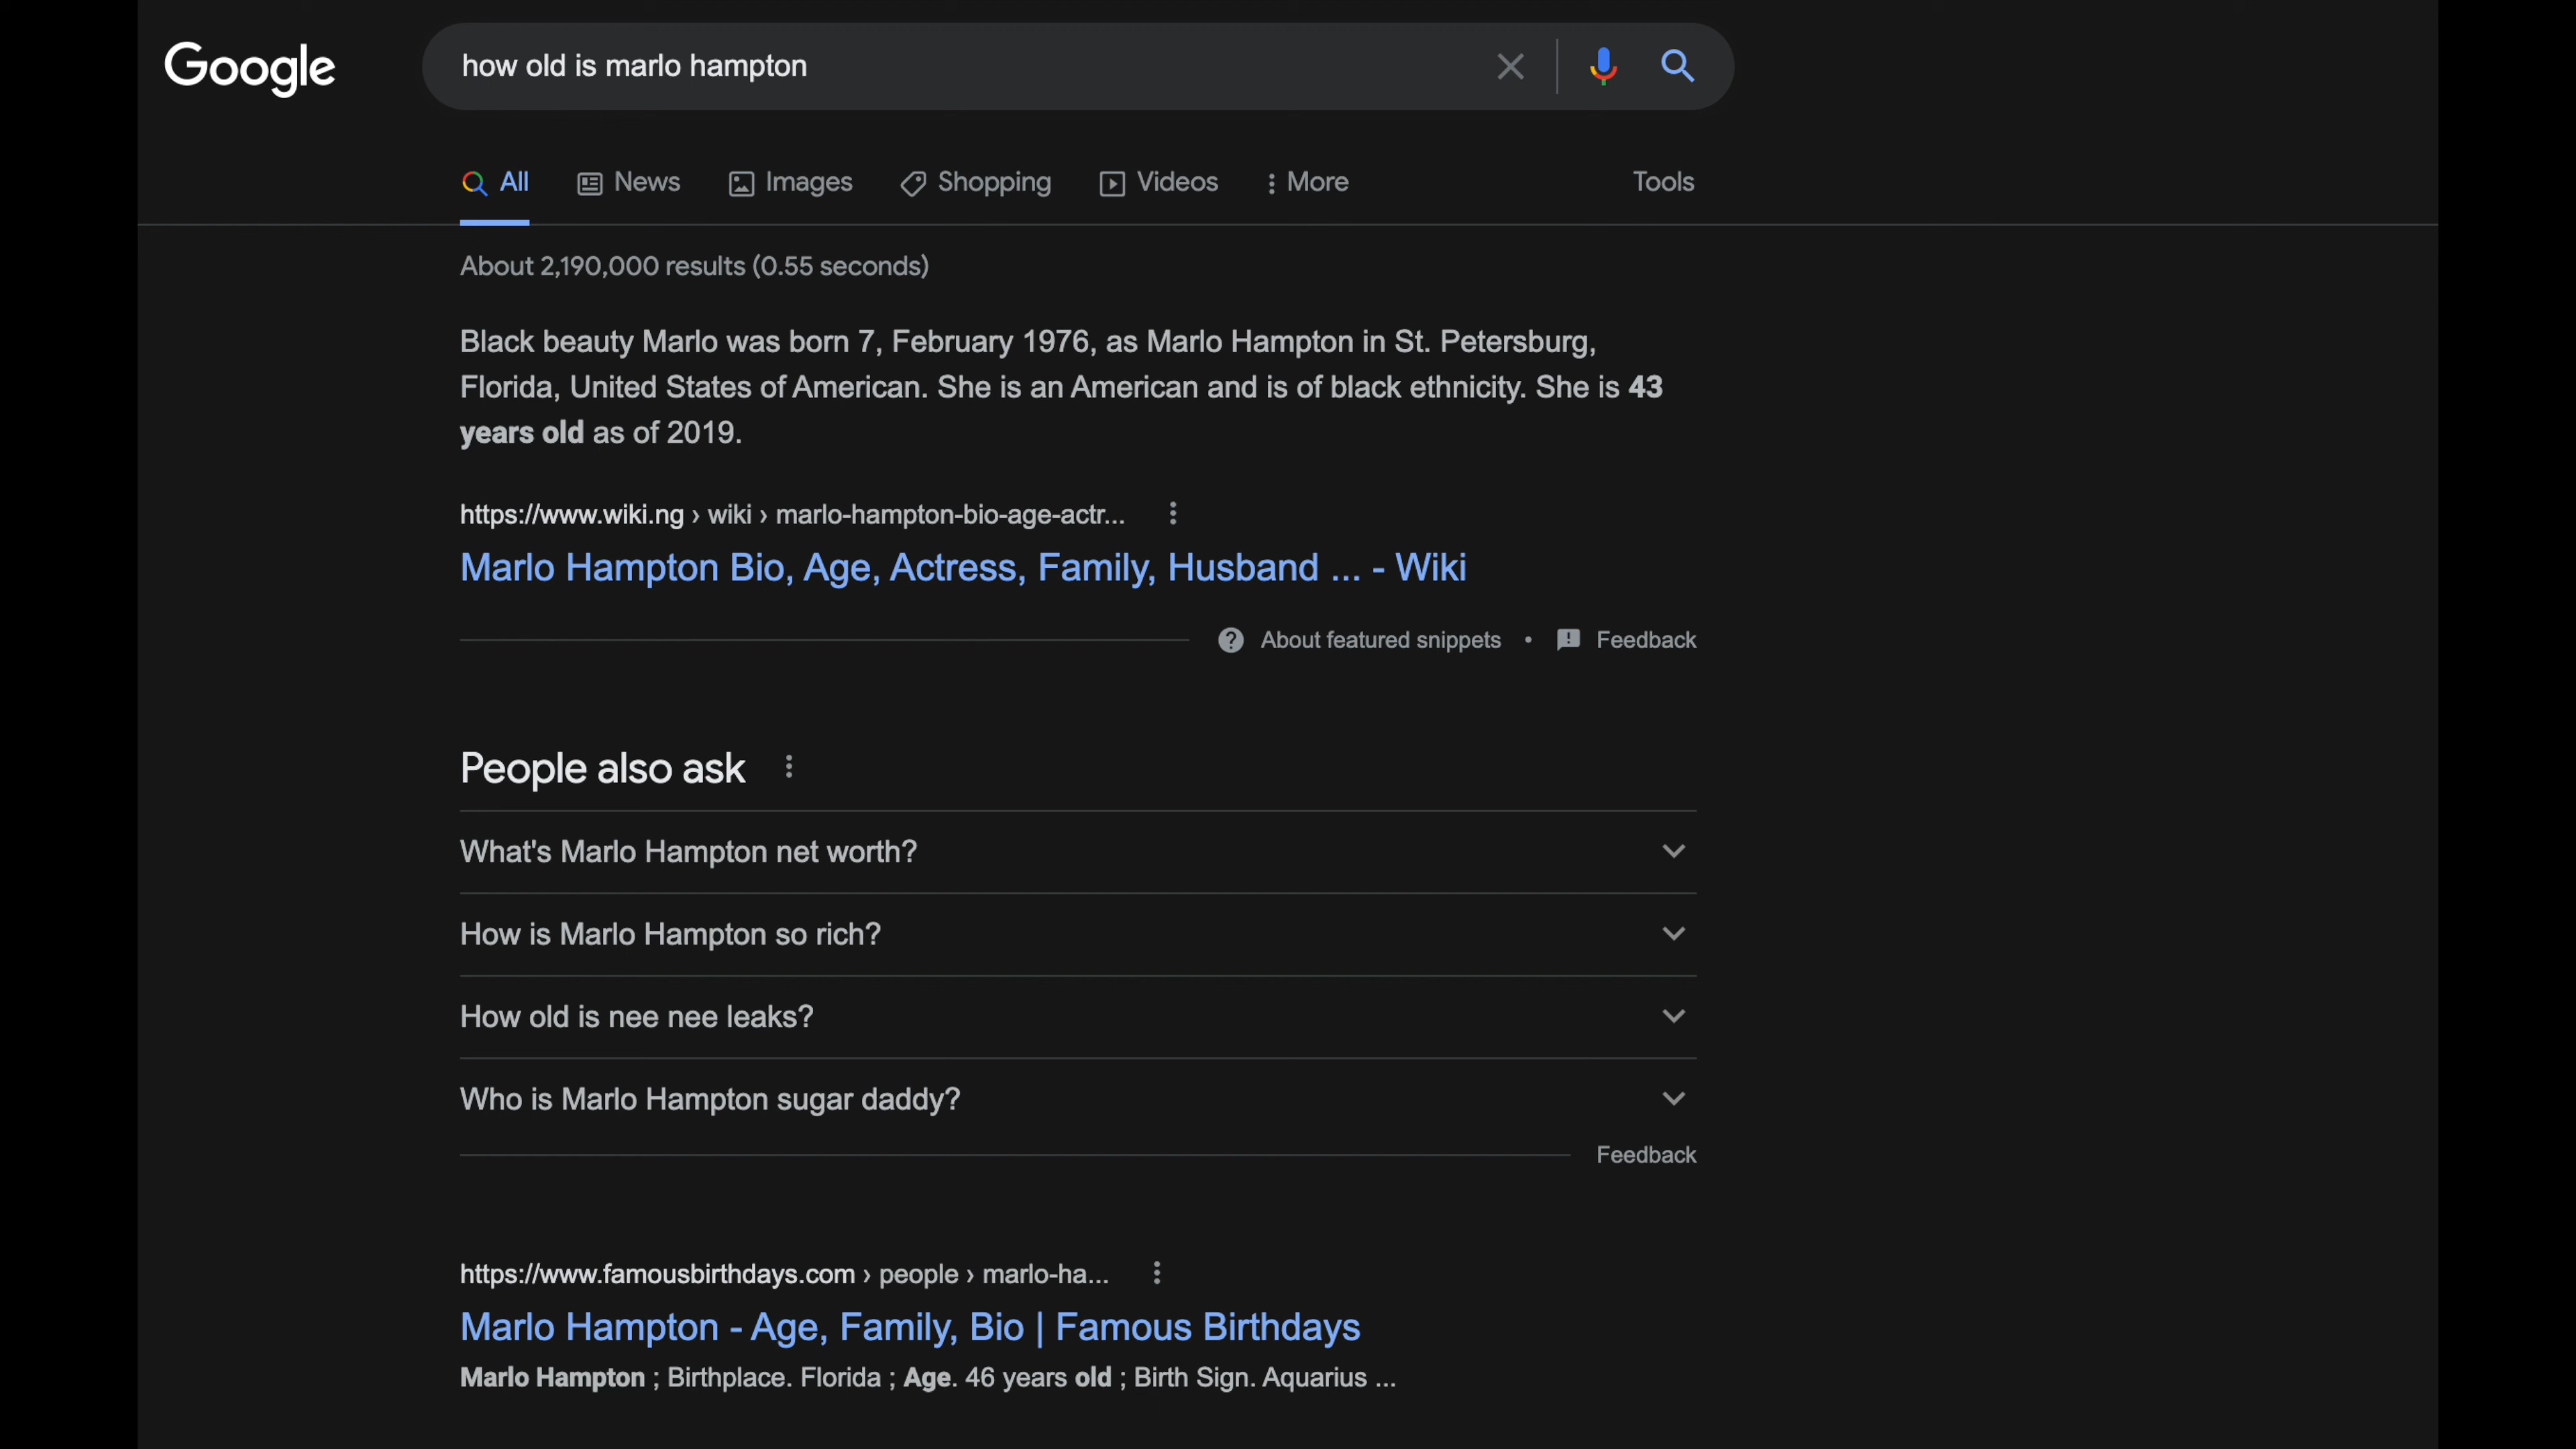 Google
how old is marlo hampton
All News Images Shopping Videos More Tools
About 2,190,000 results (0.55 seconds)
Black beauty Marlo was born 7, February 1976, as Marlo Hampton in St. Petersburg,
Florida, United States of American. She is an American and is of black ethnicity. She is 43
years old as of 2019.
https://www.wiki.ng › wiki › marlo-hampton-bio-age-actr...
Marlo Hampton Bio, Age, Actress, Family, Husband ... - Wiki
About featured snippets • Feedback
People also ask
What's Marlo Hampton net worth?
How is Marlo Hampton so rich?
How old is nee nee leaks?
Who is Marlo Hampton sugar daddy?
Feedback
https://www.famousbirthdays.com › people › marlo-ha...
Marlo Hampton - Age, Family, Bio | Famous Birthdays
Marlo Hampton ; Birthplace. Florida ; Age. 46 years old ; Birth Sign. Aquarius ...